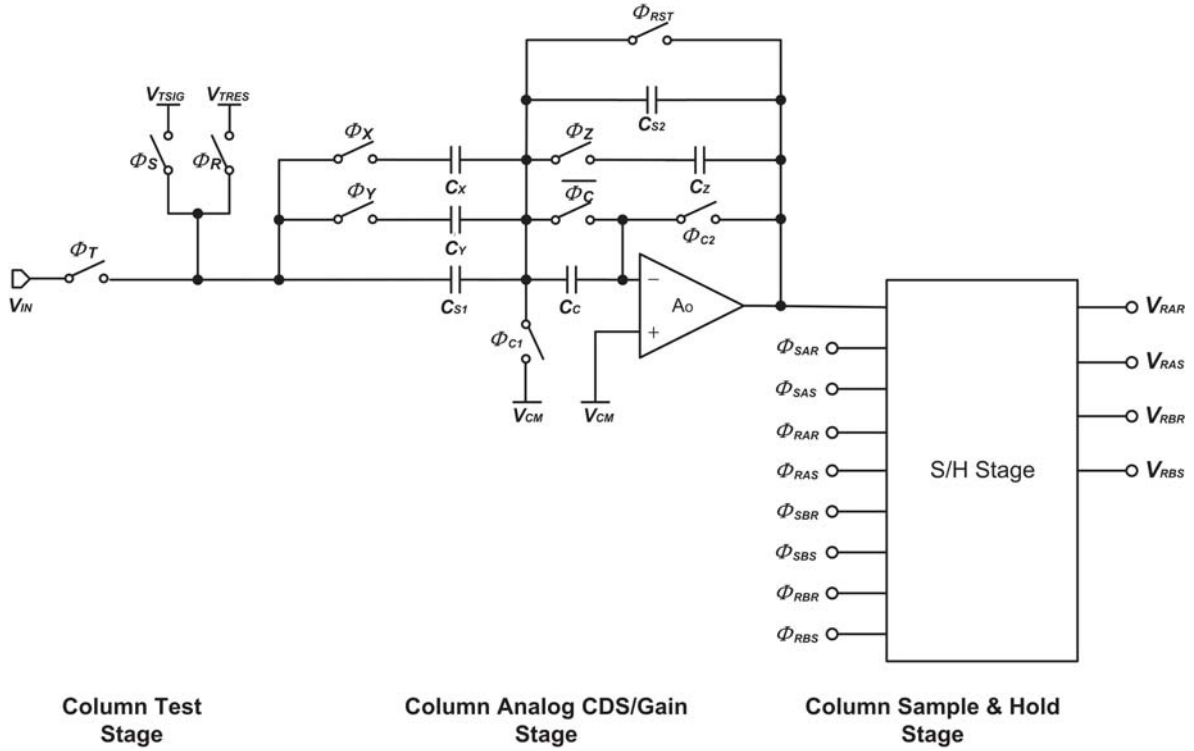 Φ_RST
V_TSIG V_TRES
C_S2
Φ_S Φ_R
Φ_X Φ_Z
C_X C_Z
Φ_Y Φ_C
C_Y Φ_C2
Φ_T
V_IN
C_S1 C_C
− A_O
+
Φ_C1
V_CM V_CM
V_RAR
Φ_SAR
V_RAS
Φ_SAS
V_RBR
Φ_RAR
Φ_RAS S/H Stage V_RBS
Φ_SBR
Φ_SBS
Φ_RBR
Φ_RBS
Column Test Stage
Column Analog CDS/Gain Stage
Column Sample & Hold Stage